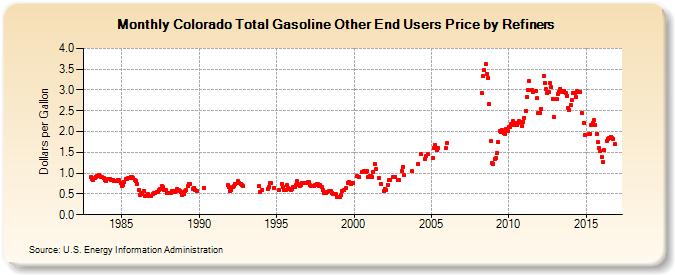 Monthly Colorado Total Gasoline Other End Users Price by Refiners
Dollars per Gallon
4.0
3.5
3.0
2.5
2.0
1.5
1.0
0.5
0.0
1985 1990 1995 2000 2005 2010 2015
Source: U.S. Energy Information Administration